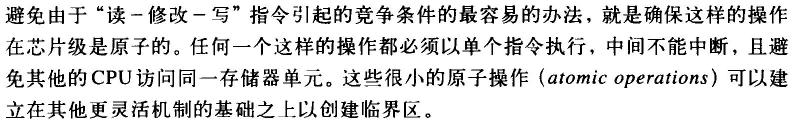 避免由于“读－修改－写”指令引起的竞争条件的最容易的办法，就是确保这样的操作
在芯片级是原子的。任何一个这样的操作都必须以单个指令执行，中间不能中断，且避
免其他的CPU访问同一存储器单元。这些很小的原子操作（atomic operations）可以建
立在其他更灵活机制的基础之上以创建临界区。